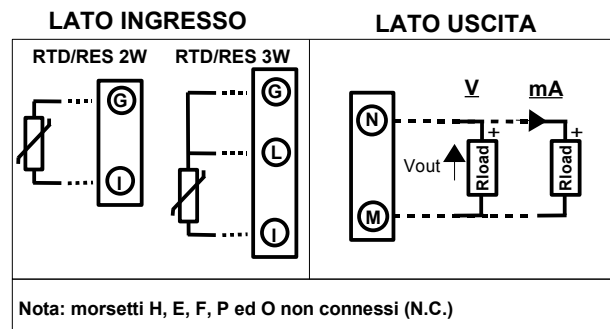 LATO INGRESSO
LATO USCITA
RTD/RES 2W
RTD/RES 3W
G
I
G
L
I
N
M
V
mA
Vout
Rload
+
Rload
+
Nota: morsetti H, E, F, P ed O non connessi (N.C.)